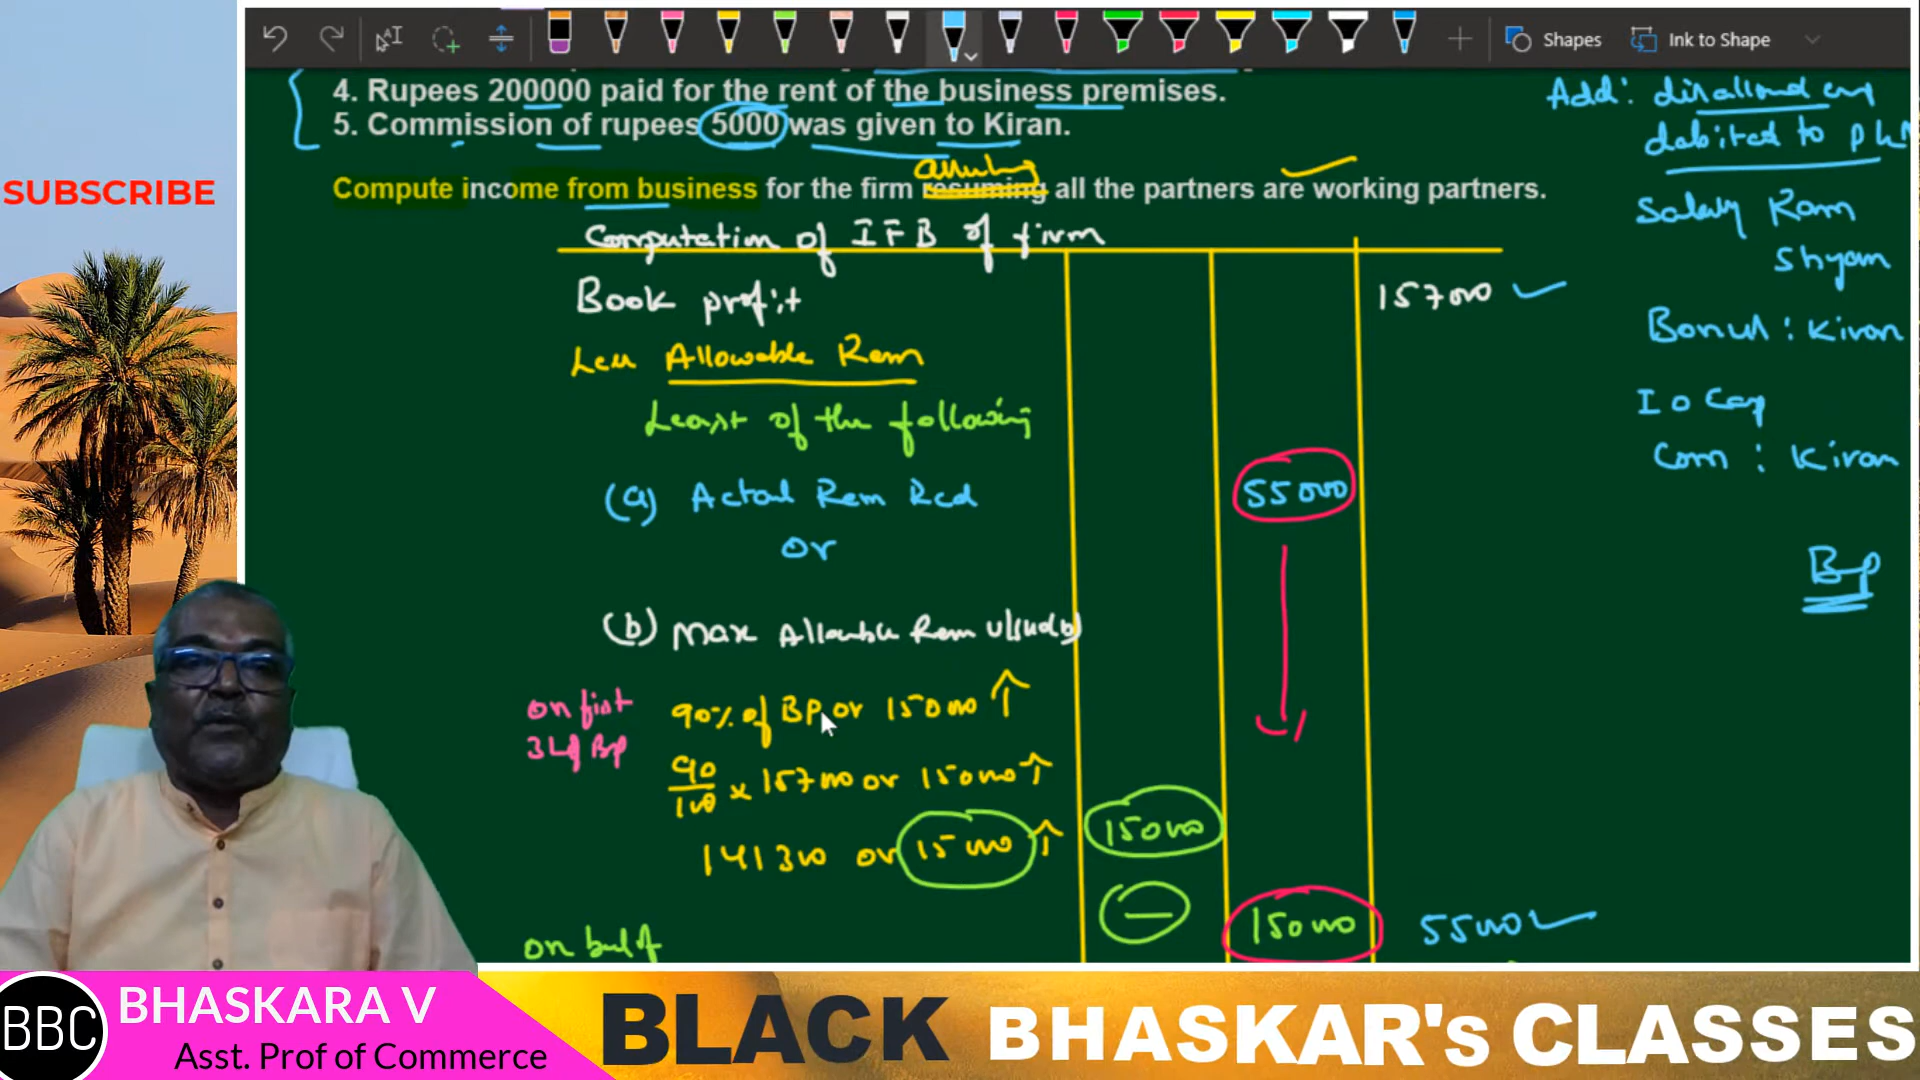 Shapes
Ink to Shape
4. Rupees 200000 paid for the rent of the business premises.
5. Commission of rupees 5000 was given to Kiran.
Compute income from business for the firm resuming all the partners are working partners.
Computation of IFB of firm
Book profit 157000
Less Allowable Rem
Least of the following
(a) Actual Rem Rcd 55000
or
(b) Max Allowable Rem u/s
on first 90% of BP or 150000 ↑
3L of BP
90/100 × 157000 or 150000 ↑
141300 or 150000 ↑ 150000
— 150000 55000
on bal of
Add: disallowed exp
debited to P&L
Salary Ram
Shyam
Bonus: Kiran
I o Cap
Com: Kiran
BP
SUBSCRIBE
BBC
BHASKARA V
Asst. Prof of Commerce
BLACK BHASKAR's CLASSES